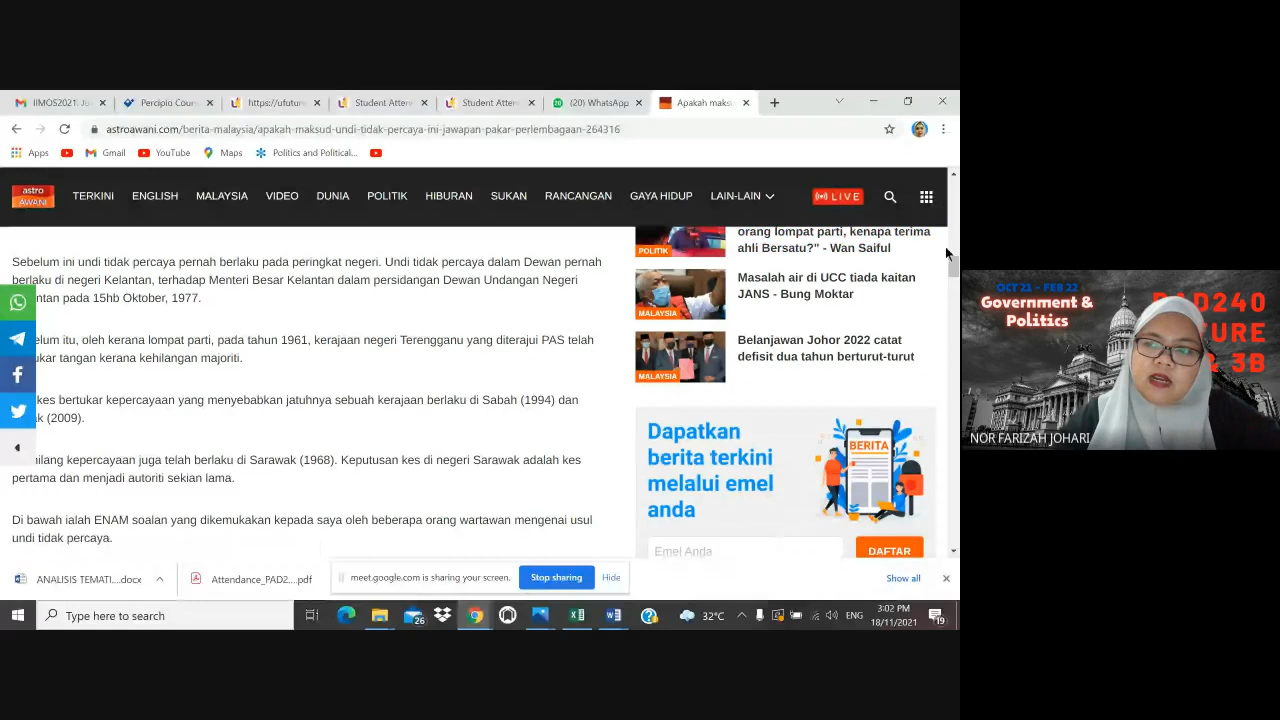 IIMOS2021: Ju
Percipio Cour
https://ufuture
Student Atten
Student Atten
(20) WhatsApp
Apakah maks
astroawani.com/berita-malaysia/apakah-maksud-undi-tidak-percaya-ini-jawapan-pakar-perlembagaan-264316
Apps
Gmail
YouTube
Maps
Politics and Political...
astro
AWANI
TERKINI
ENGLISH
MALAYSIA
VIDEO
DUNIA
POLITIK
HIBURAN
SUKAN
RANCANGAN
GAYA HIDUP
LAIN-LAIN
LIVE
Sebelum ini undi tidak percaya pernah berlaku pada peringkat negeri. Undi tidak percaya dalam Dewan pernah
berlaku di negeri Kelantan, terhadap Menteri Besar Kelantan dalam persidangan Dewan Undangan Negeri
ntan pada 15hb Oktober, 1977.
elum itu, oleh kerana lompat parti, pada tahun 1961, kerajaan negeri Terengganu yang diterajui PAS telah
ukar tangan kerana kehilangan majoriti.
kes bertukar kepercayaan yang menyebabkan jatuhnya sebuah kerajaan berlaku di Sabah (1994) dan
k (2009).
ilang kepercayaan juga berlaku di Sarawak (1968). Keputusan kes di negeri Sarawak adalah kes
pertama dan menjadi autoriti sekian lama.
Di bawah ialah ENAM soalan yang dikemukakan kepada saya oleh beberapa orang wartawan mengenai usul
undi tidak percaya.
orang lompat parti, kenapa terima
ahli Bersatu?" - Wan Saiful
POLITIK
Masalah air di UCC tiada kaitan
JANS - Bung Moktar
MALAYSIA
Belanjawan Johor 2022 catat
defisit dua tahun berturut-turut
MALAYSIA
Dapatkan
berita terkini
melalui emel
anda
BERITA
Emel Anda
DAFTAR
ANALISIS TEMATI....docx
Attendance_PAD2....pdf
meet.google.com is sharing your screen.
Stop sharing
Hide
Show all
Type here to search
26
32°C
ENG
3:02 PM
18/11/2021
19
OCT 21 - FEB 22
Government &
Politics
AD240
TURE
& 3B
NOR FARIZAH JOHARI